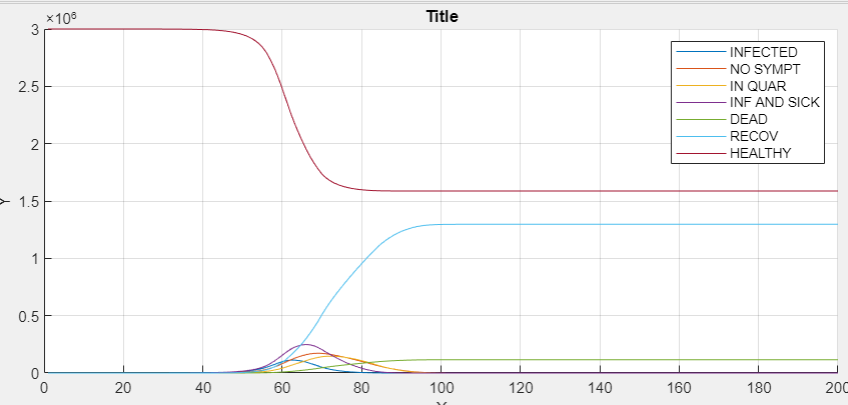 Title
×10⁶
3
2.5
2
1.5
1
0.5
0
Y
0 20 40 60 80 100 120 140 160 180 200
INFECTED
NO SYMPT
IN QUAR
INF AND SICK
DEAD
RECOV
HEALTHY